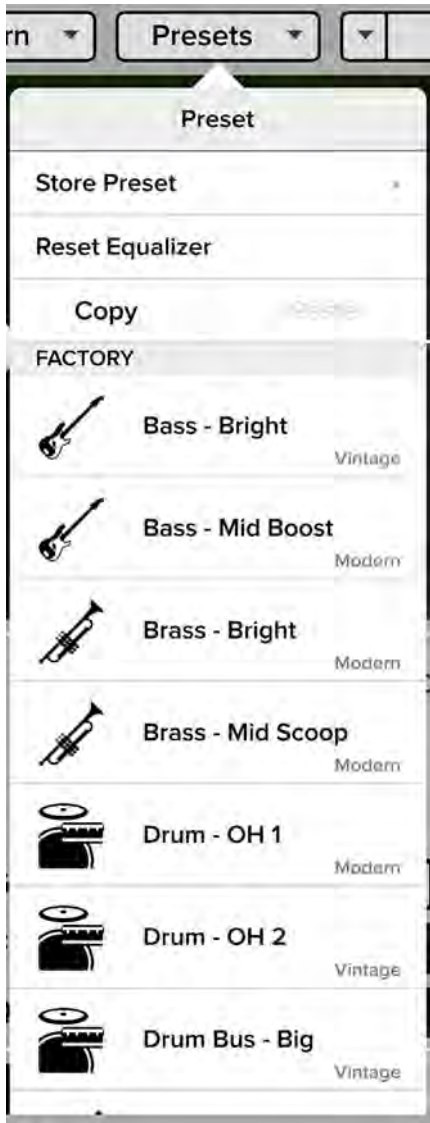 rn Presets
Preset
Store Preset
Reset Equalizer
Copy
FACTORY
Bass - Bright
Vintage
Bass - Mid Boost
Modern
Brass - Bright
Modern
Brass - Mid Scoop
Modern
Drum - OH 1
Modern
Drum - OH 2
Vintage
Drum Bus - Big
Vintage